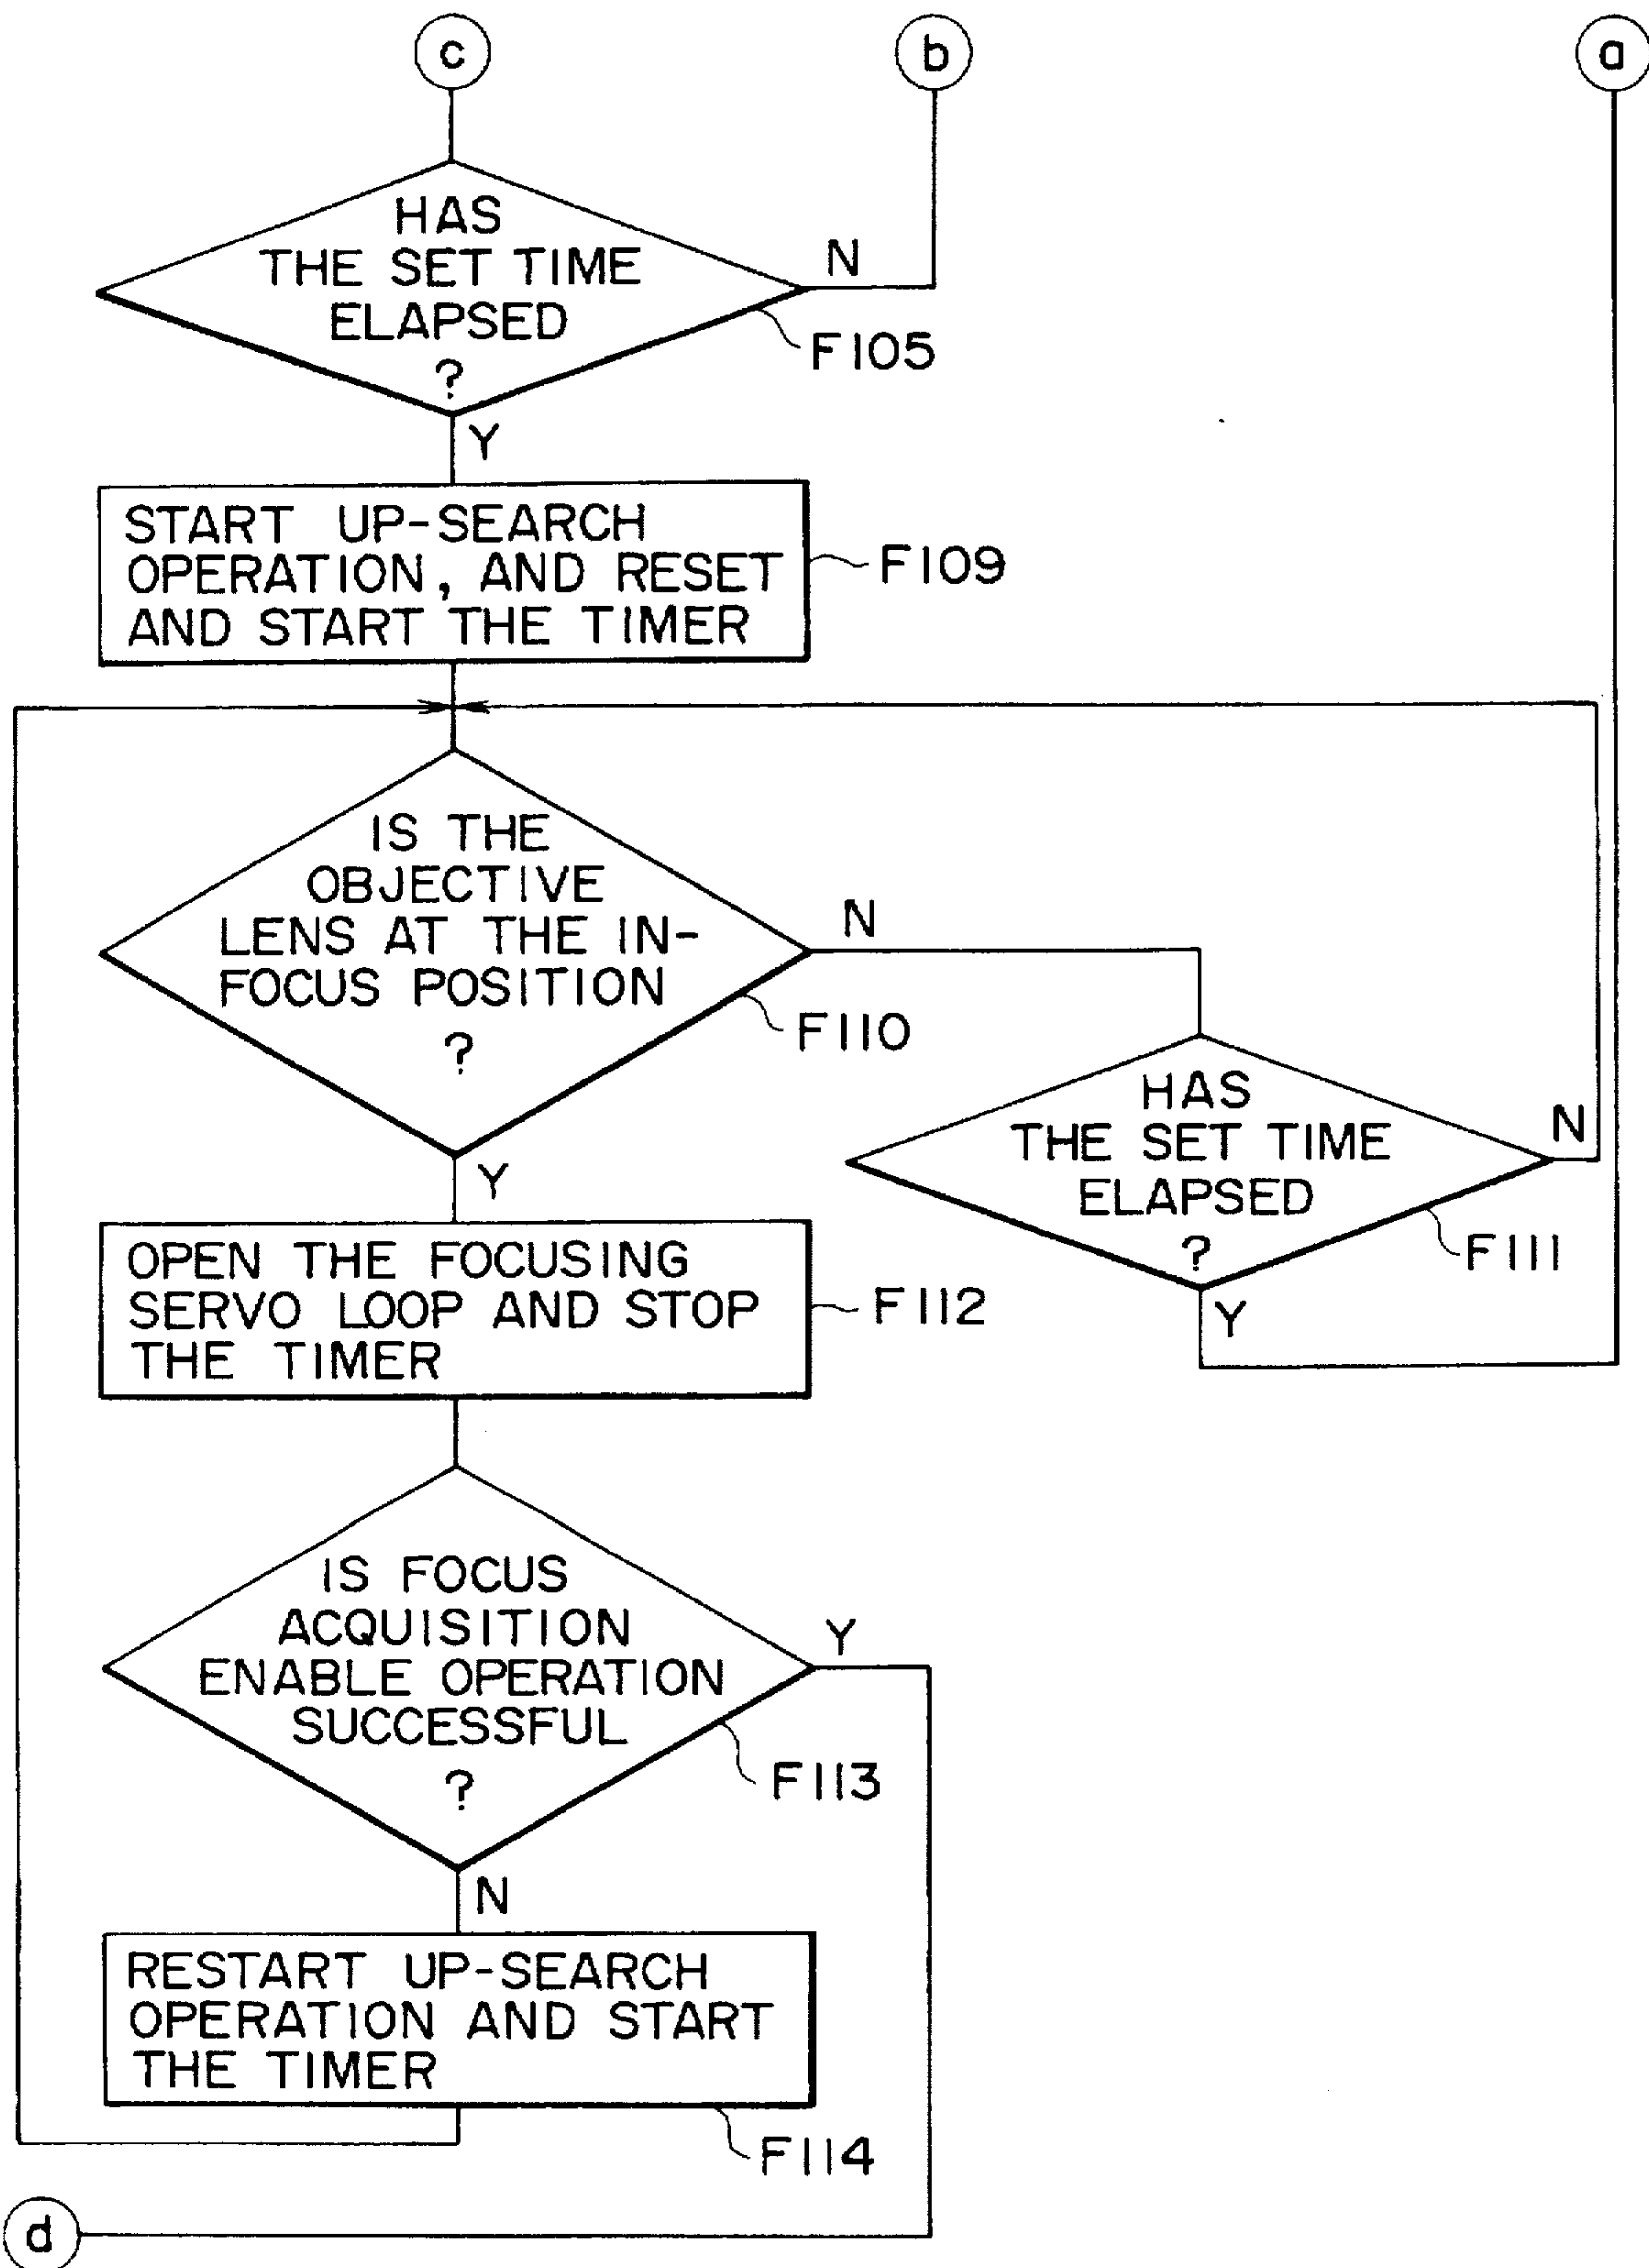 c
b
a
HAS
THE SET TIME
ELAPSED
?
N
F105
Y
START UP-SEARCH
OPERATION, AND RESET
AND START THE TIMER
F109
IS THE
OBJECTIVE
LENS AT THE IN-
FOCUS POSITION
?
N
F110
Y
HAS
THE SET TIME
ELAPSED
?
N
F111
Y
OPEN THE FOCUSING
SERVO LOOP AND STOP
THE TIMER
F112
IS FOCUS
ACQUISITION
ENABLE OPERATION
SUCCESSFUL
?
Y
F113
N
RESTART UP-SEARCH
OPERATION AND START
THE TIMER
F114
d